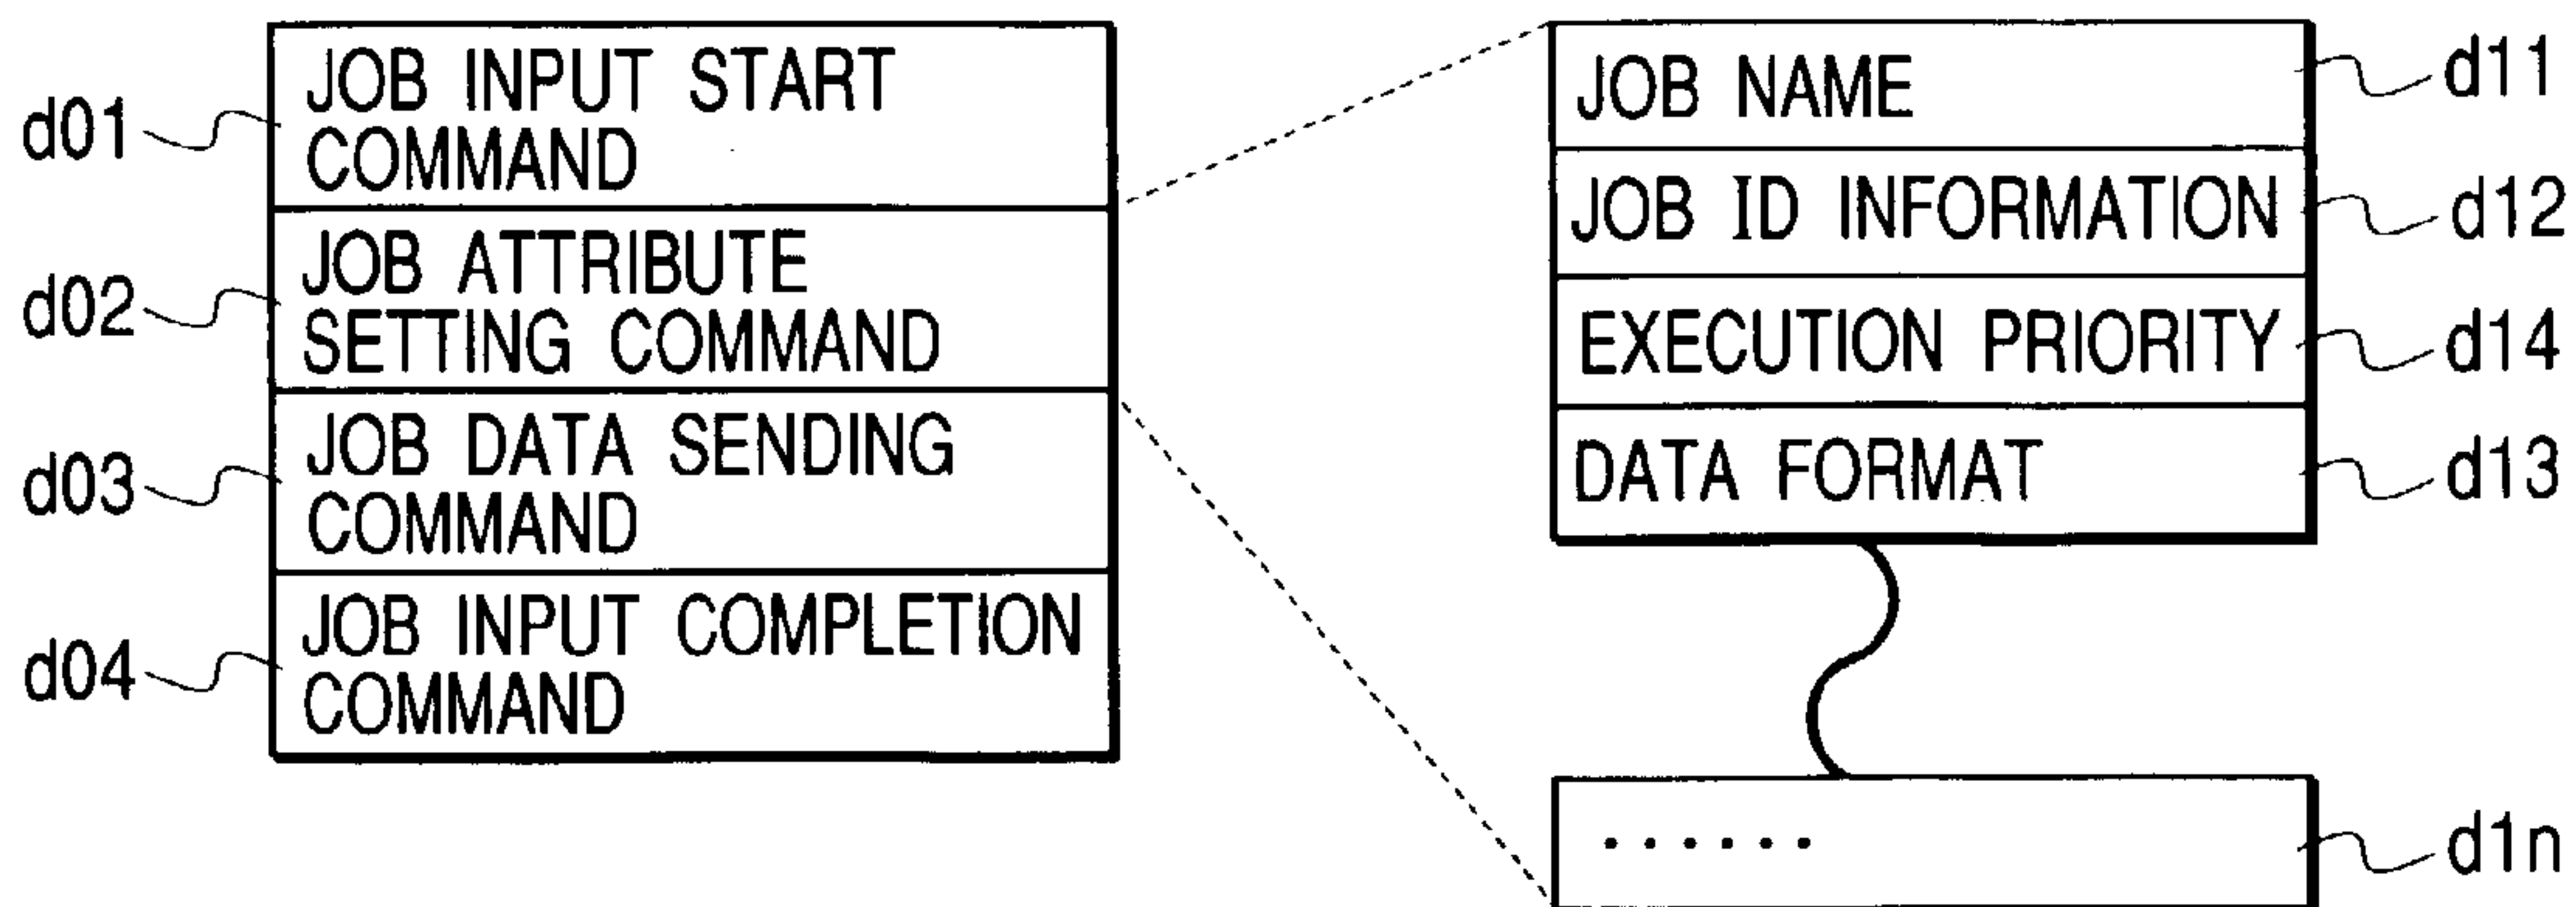 d01
JOB INPUT START
COMMAND
d02
JOB ATTRIBUTE
SETTING COMMAND
d03
JOB DATA SENDING
COMMAND
d04
JOB INPUT COMPLETION
COMMAND
JOB NAME
d11
JOB ID INFORMATION
d12
EXECUTION PRIORITY
d14
DATA FORMAT
d13
......
d1n